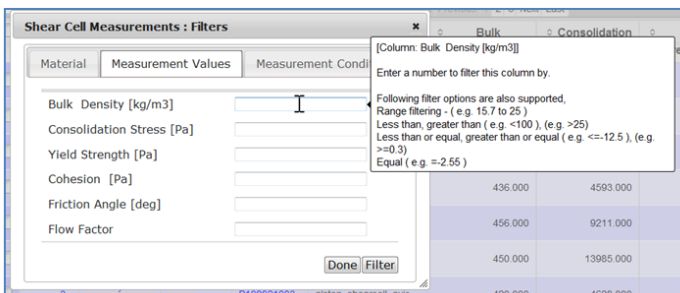 Shear Cell Measurements : Filters
×
Material
Measurement Values
Bulk Density [kg/m3]
Consolidation Stress [Pa]
Yield Strength [Pa]
Cohesion [Pa]
Friction Angle [deg]
Flow Factor
Done Filter
[Column: Bulk Density [kg/m3]]
Enter a number to filter this column by.
Following filter options are also supported,
Range filtering - ( e.g. 15.7 to 25 )
Less than, greater than ( e.g. <100 ), (e.g. >25)
Less than or equal, greater than or equal ( e.g. <=-12.5 ), (e.g.
>=0.3)
Equal ( e.g. =-2.55 )
Bulk Consolidation
436.000 4593.000
456.000 9211.000
450.000 13985.000